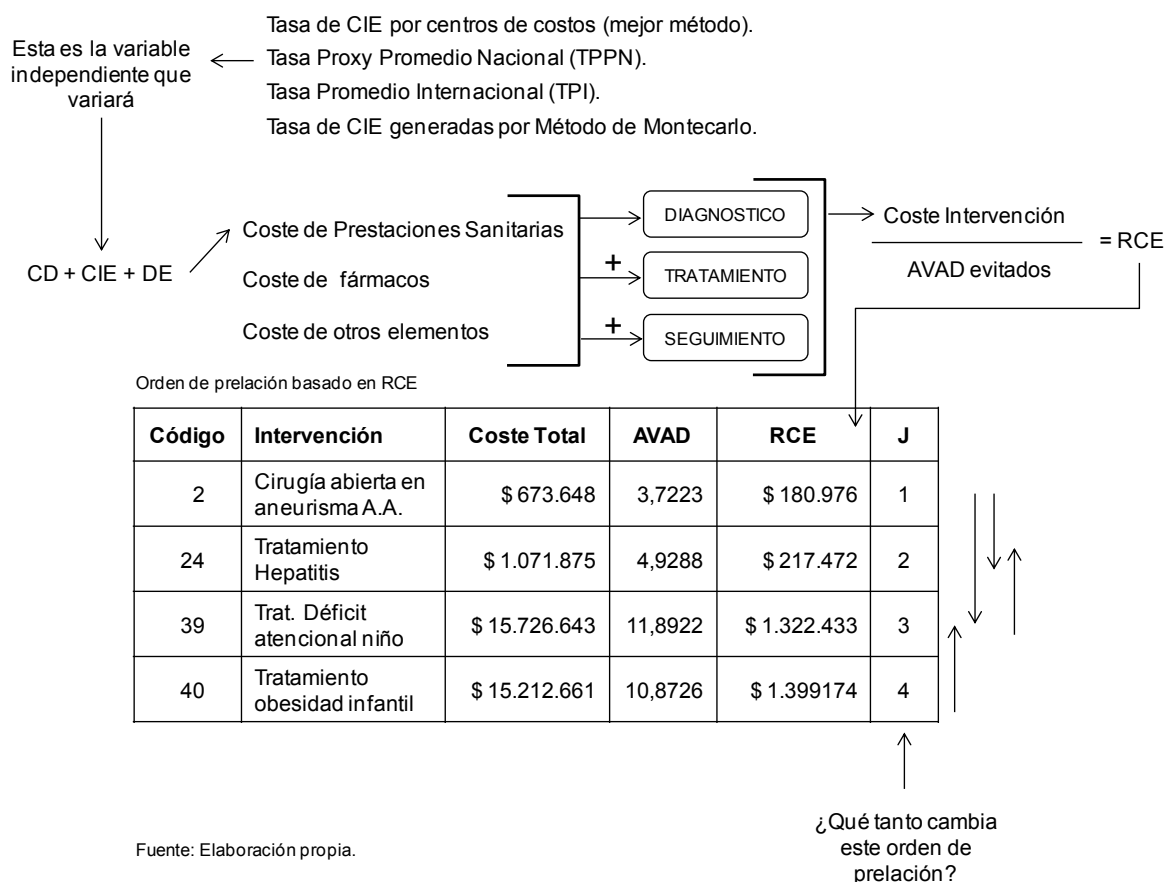 Tasa de CIE por centros de costos (mejor método).
Tasa Proxy Promedio Nacional (TPPN).
Tasa Promedio Internacional (TPI).
Tasa de CIE generadas por Método de Montecarlo.
Esta es la variable
independiente que
variará
CD + CIE + DE
Coste de Prestaciones Sanitarias
Coste de fármacos
Coste de otros elementos
DIAGNOSTICO
+
TRATAMIENTO
+
SEGUIMIENTO
Coste Intervención
AVAD evitados
= RCE
Orden de prelación basado en RCE
Código Intervención Coste Total AVAD RCE J
2 Cirugía abierta en aneurisma A.A. $ 673.648 3,7223 $ 180.976 1
24 Tratamiento Hepatitis $ 1.071.875 4,9288 $ 217.472 2
39 Trat. Déficit atencional niño $ 15.726.643 11,8922 $ 1.322.433 3
40 Tratamiento obesidad infantil $ 15.212.661 10,8726 $ 1.399174 4
¿Qué tanto cambia
este orden de
prelación?
Fuente: Elaboración propia.